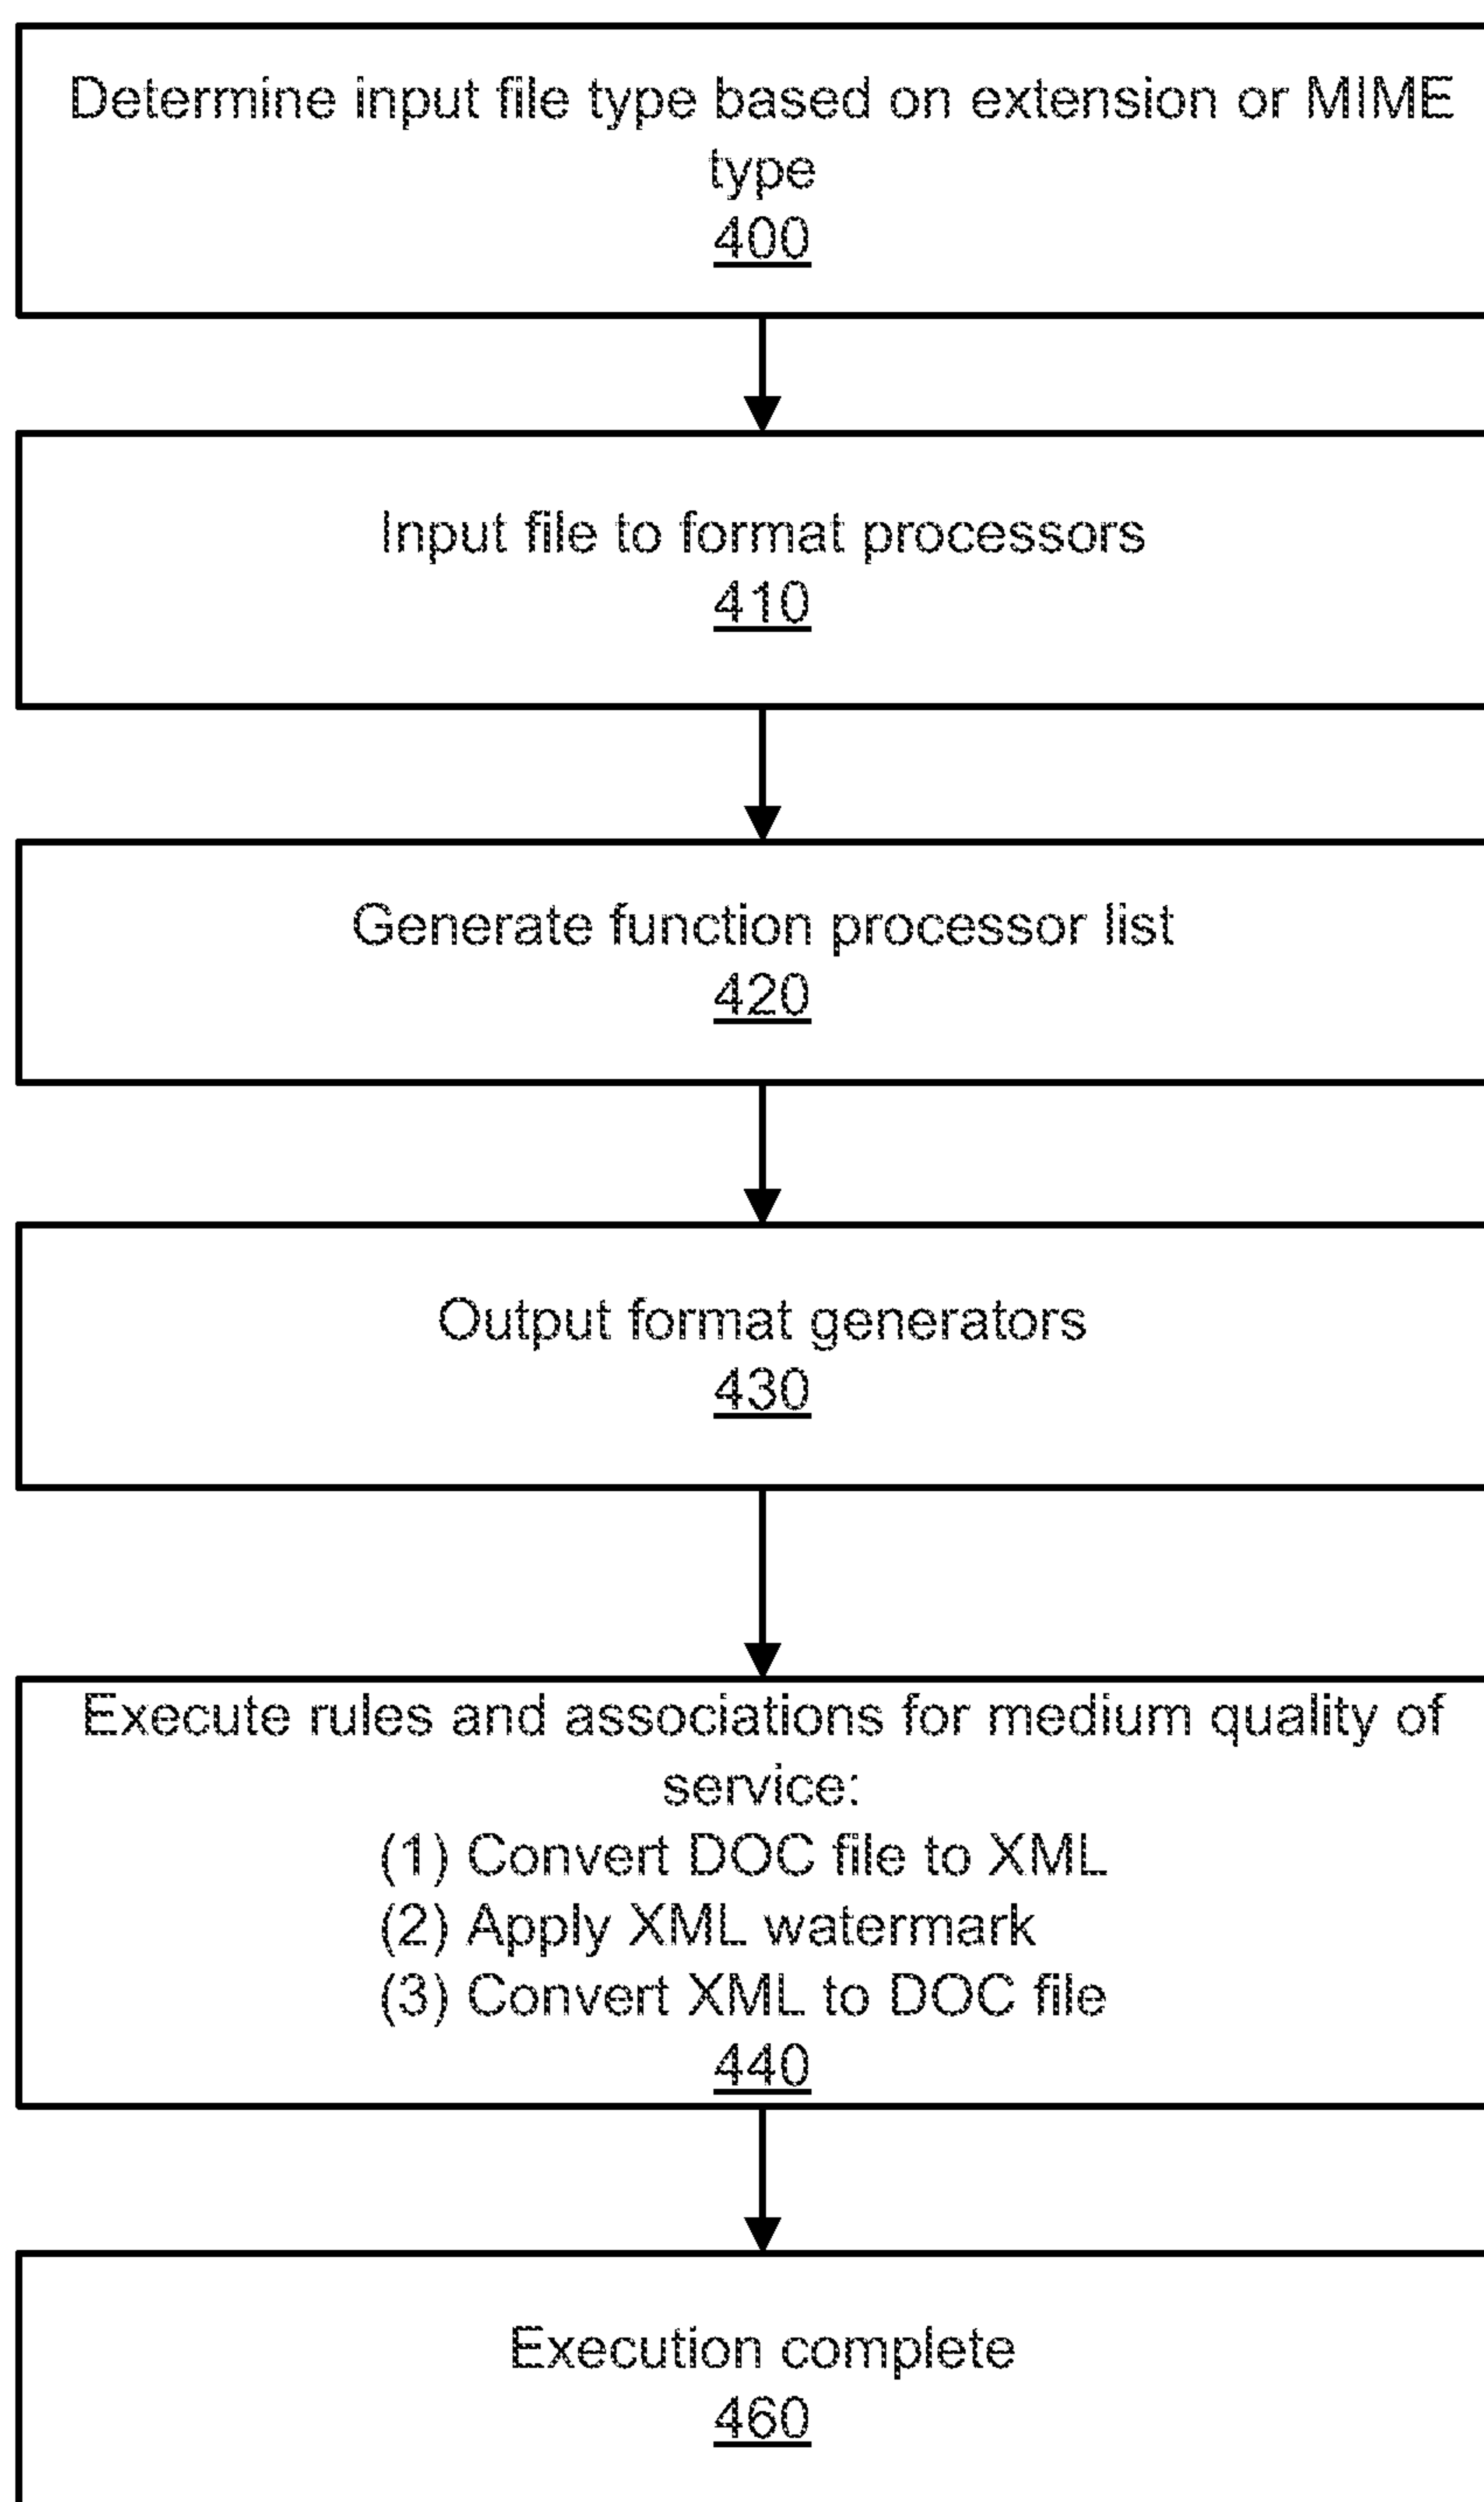 Determine input file type based on extension or MIME
type
400
Input file to format processors
410
Generate function processor list
420
Output format generators
430
Execute rules and associations for medium quality of
service:
(1) Convert DOC file to XML
(2) Apply XML watermark
(3) Convert XML to DOC file
440
Execution complete
460